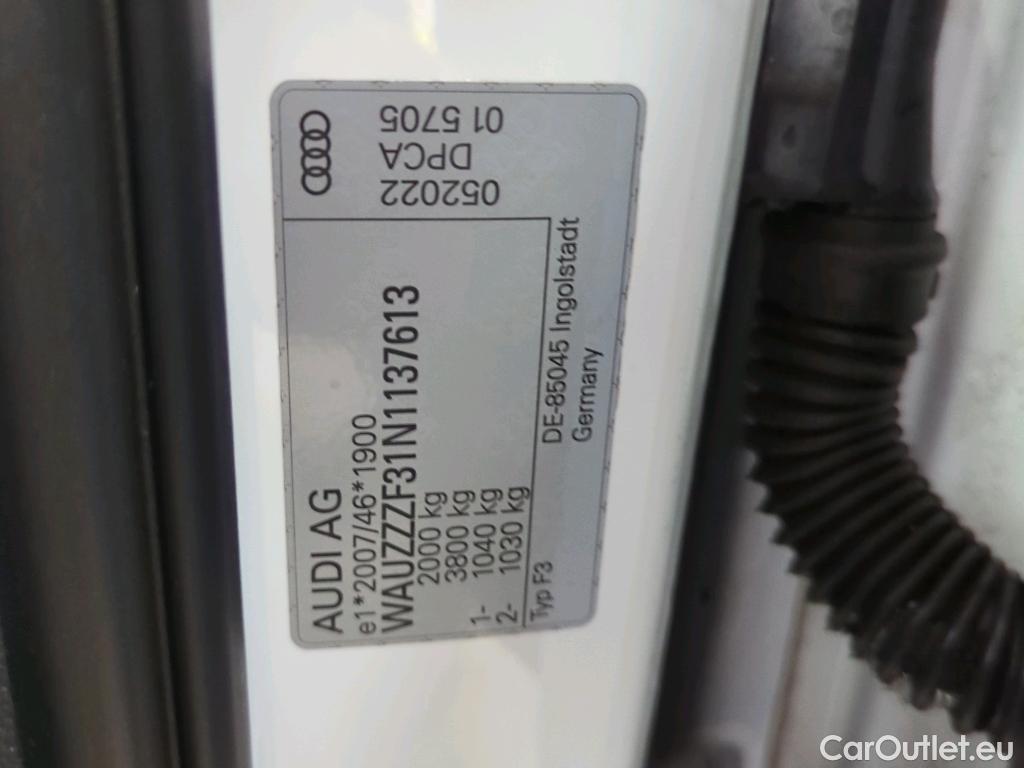 AUDI AG
e1*2007/46*1900
WAUZZZF31N1137613
2000 kg
3800 kg
1- 1040 kg
2- 1030 kg
Typ F3
DE-85045 Ingolstadt
Germany
052022
DPCA
01 5705
CarOutlet.eu